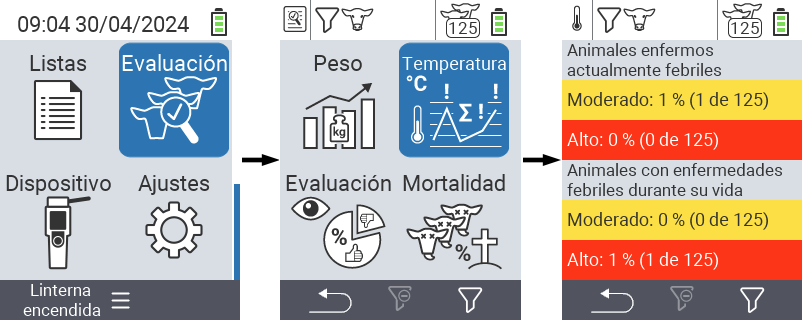 09:04 30/04/2024
Listas
Evaluación
Dispositivo
Ajustes
Linterna
encendida
125
Peso
kg
Temperatura
°C
! Σ ! !
Evaluación
%
Mortalidad
%
125
Animales enfermos
actualmente febriles
Moderado: 1 % (1 de 125)
Alto: 0 % (0 de 125)
Animales con enfermedades
febriles durante su vida
Moderado: 0 % (0 de 125)
Alto: 1 % (1 de 125)